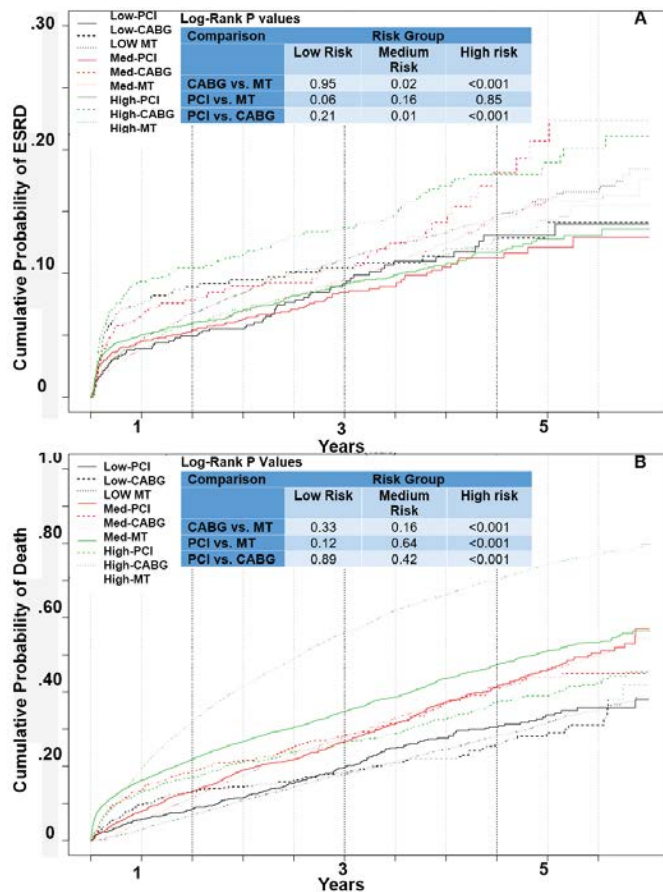 A
Log-Rank P values
Low-PCI
Low-CABG
LOW MT
Med-PCI
Med-CABG
Med-MT
High-PCI
High-CABG
High-MT
Comparison Risk Group
Low Risk Medium Risk High risk
CABG vs. MT 0.95 0.02 <0.001
PCI vs. MT 0.06 0.16 0.85
PCI vs. CABG 0.21 0.01 <0.001
Cumulative Probability of ESRD
.30
.20
.10
0
1 3 5
Years
B
Log-Rank P Values
Low-PCI
Low-CABG
LOW MT
Med-PCI
Med-CABG
Med-MT
High-PCI
High-CABG
High-MT
Comparison Risk Group
Low Risk Medium Risk High risk
CABG vs. MT 0.33 0.16 <0.001
PCI vs. MT 0.12 0.64 <0.001
PCI vs. CABG 0.89 0.42 <0.001
Cumulative Probability of Death
1.0
.80
.60
.40
.20
0
1 3 5
Years